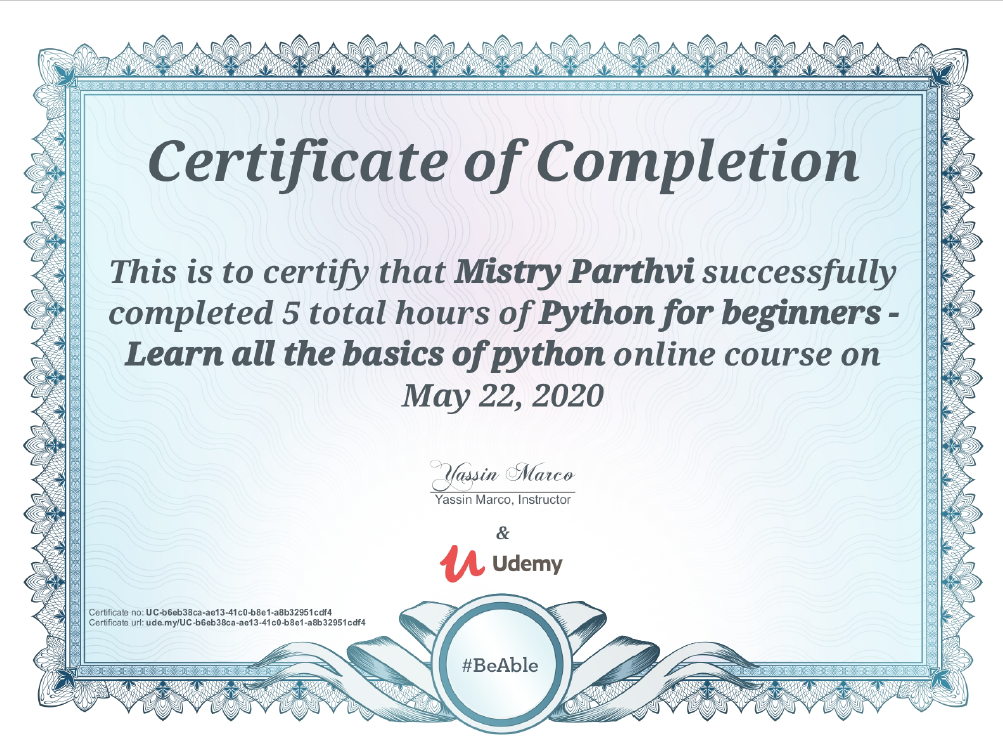 Certificate of Completion
This is to certify that Mistry Parthvi successfully
completed 5 total hours of Python for beginners -
Learn all the basics of python online course on
May 22, 2020
Yassin Marco
Yassin Marco, Instructor
&
Udemy
Certificate no: UC-b6eb38ca-ae13-41c0-b8e1-a8b32951cdf4
Certificate url: ude.my/UC-b6eb38ca-ae13-41c0-b8e1-a8b32951cdf4
#BeAble